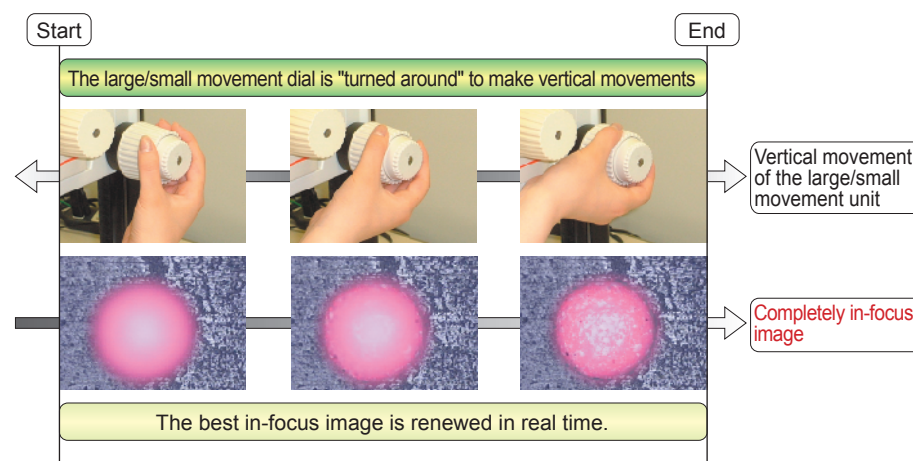 Start
End
The large/small movement dial is "turned around" to make vertical movements
Vertical movement
of the large/small
movement unit
Completely in-focus
image
The best in-focus image is renewed in real time.